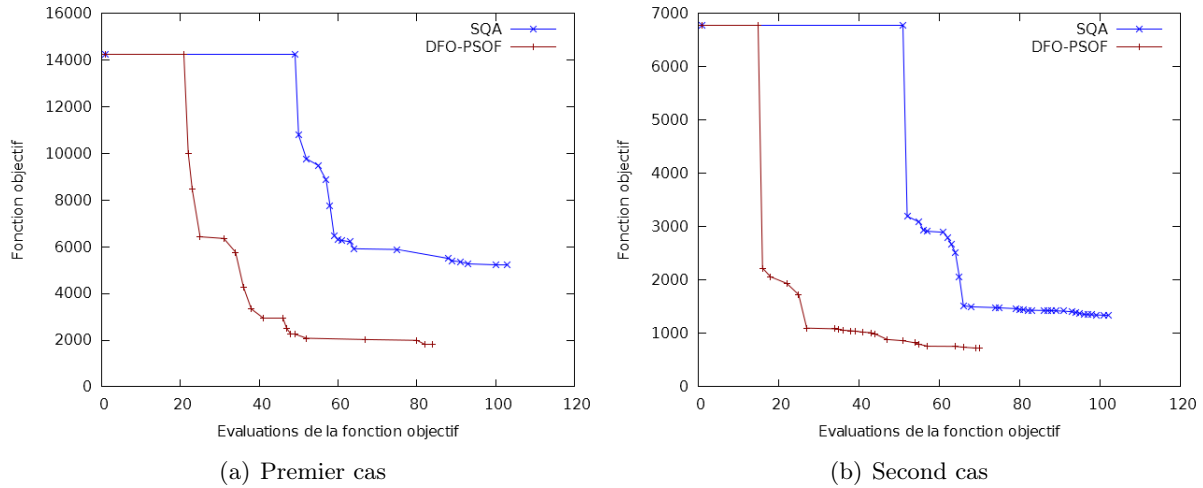 16000
14000
12000
10000
8000
6000
4000
2000
0
0 20 40 60 80 100 120
Fonction objectif
Evaluations de la fonction objectif
SQA
DFO-PSOF
(a) Premier cas
7000
6000
5000
4000
3000
2000
1000
0
0 20 40 60 80 100 120
Fonction objectif
Evaluations de la fonction objectif
SQA
DFO-PSOF
(b) Second cas